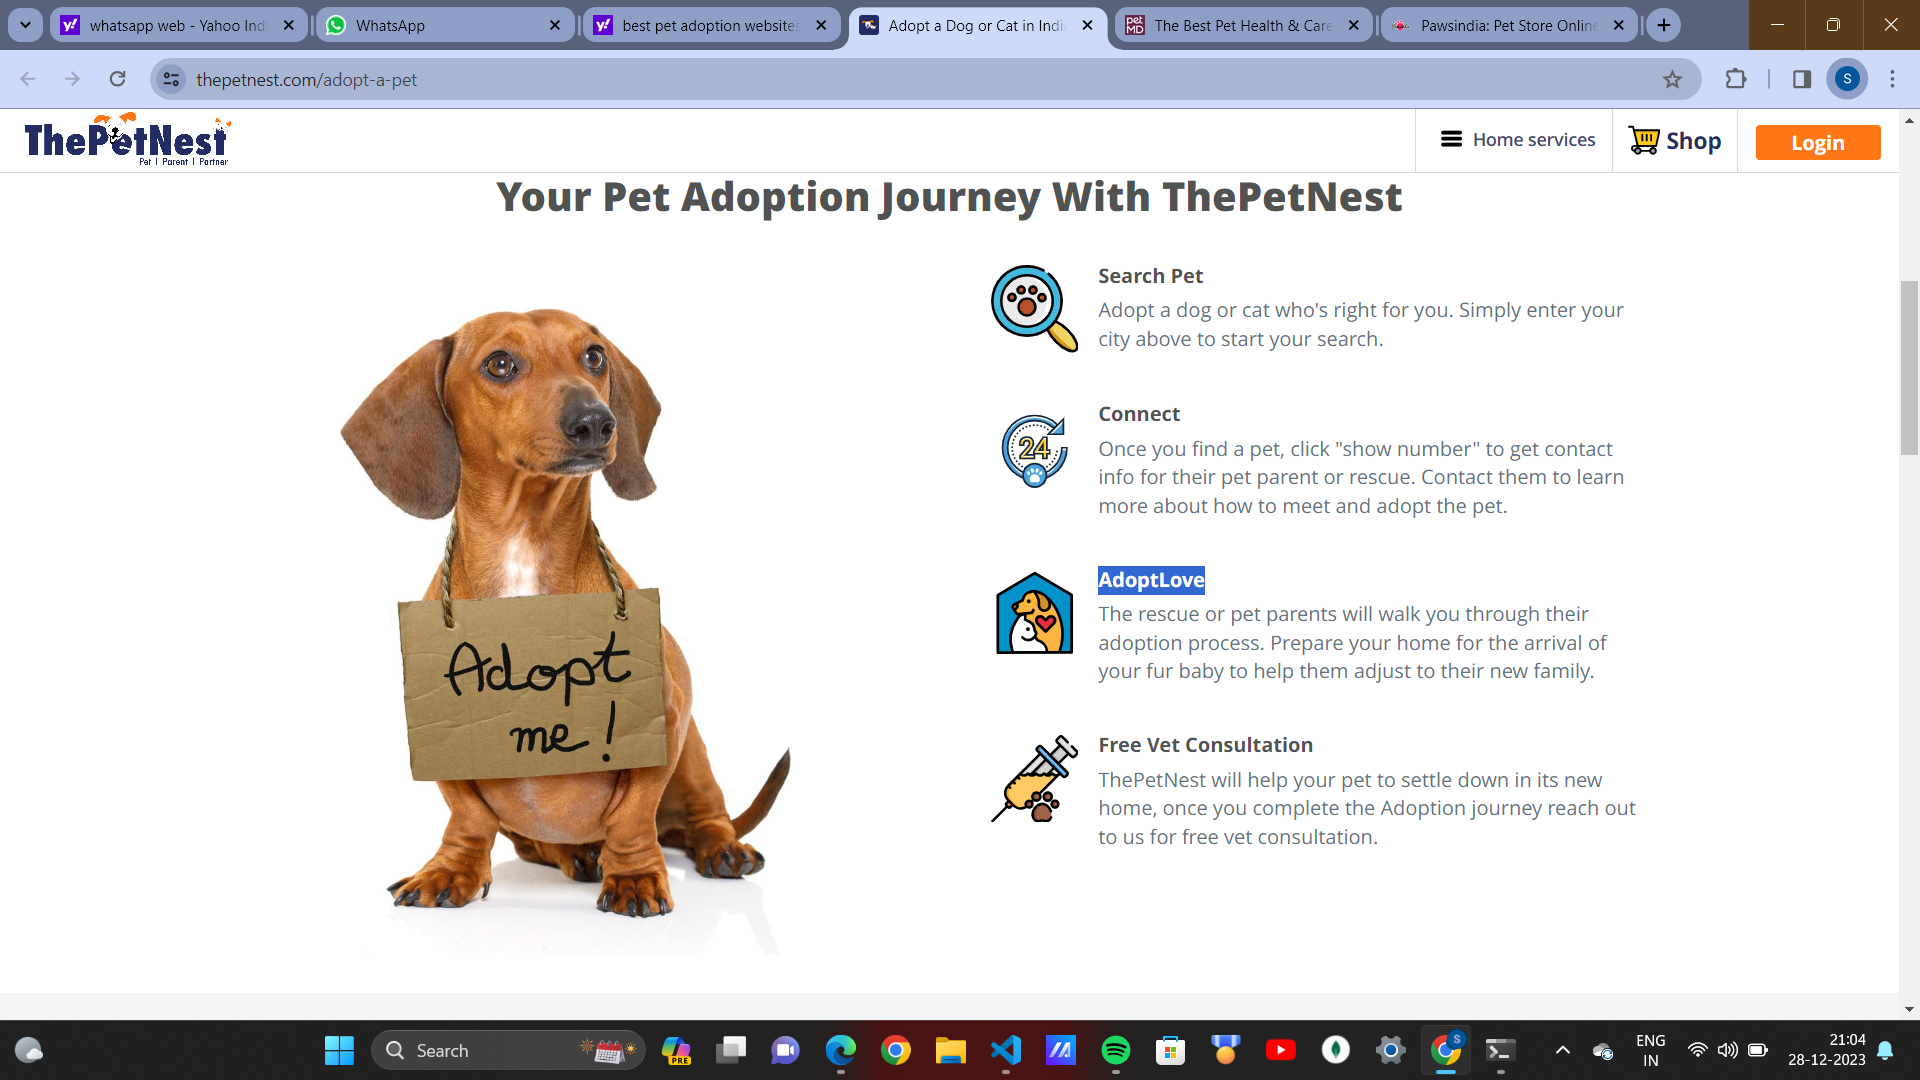 whatsapp web - Yahoo Ind
WhatsApp
best pet adoption websites
Adopt a Dog or Cat in Indi
pet MD
The Best Pet Health & Care
Pawsindia: Pet Store Online
thepetnest.com/adopt-a-pet
S
ThePetNest
Pet | Parent | Partner
Home services
Shop
Login
Your Pet Adoption Journey With ThePetNest
Search Pet
Adopt a dog or cat who's right for you. Simply enter your
city above to start your search.
24
Connect
Once you find a pet, click "show number" to get contact
info for their pet parent or rescue. Contact them to learn
more about how to meet and adopt the pet.
AdoptLove
The rescue or pet parents will walk you through their
adoption process. Prepare your home for the arrival of
your fur baby to help them adjust to their new family.
Free Vet Consultation
ThePetNest will help your pet to settle down in its new
home, once you complete the Adoption journey reach out
to us for free vet consultation.
Adopt
me!
Search
PRE
S
ENG
IN
21:04
28-12-2023